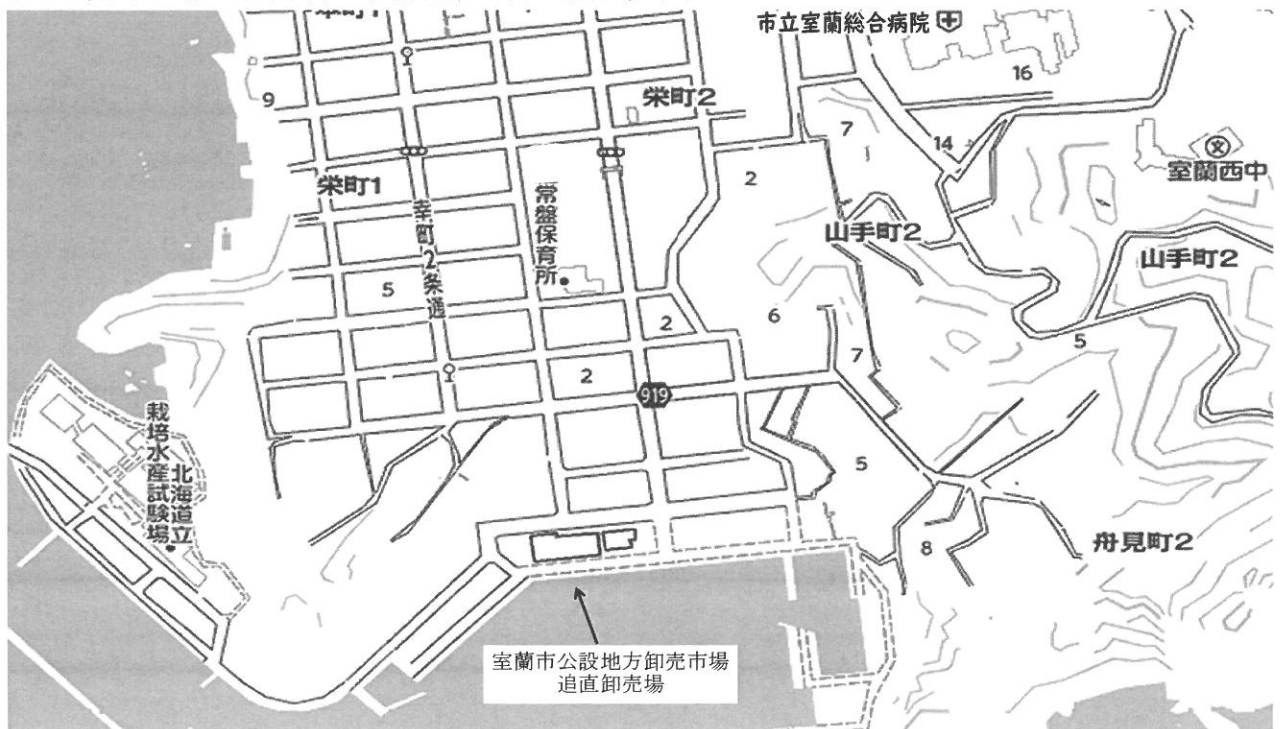 市立室蘭総合病院
16
9
栄町2
7
14
室蘭西中
栄町1
2
常盤保育所
幸町2条通
山手町2
山手町2
5
6
2
5
7
2
919
栽培水産試験場
北海道立
5
8
舟見町2
室蘭市公設地方卸売市場
追直卸売場